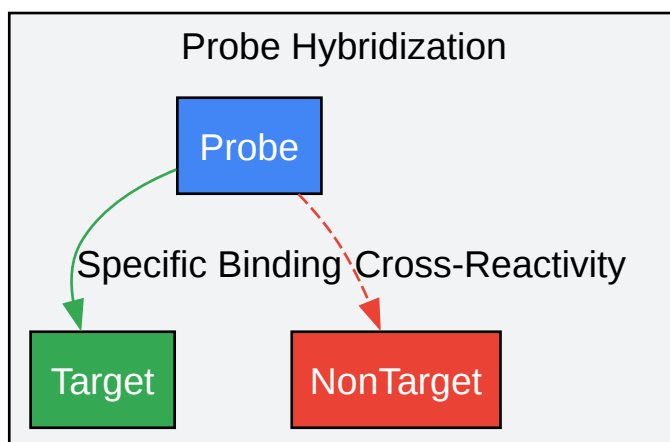 Probe Hybridization
Probe
Specific Binding
Cross-Reactivity
Target
NonTarget